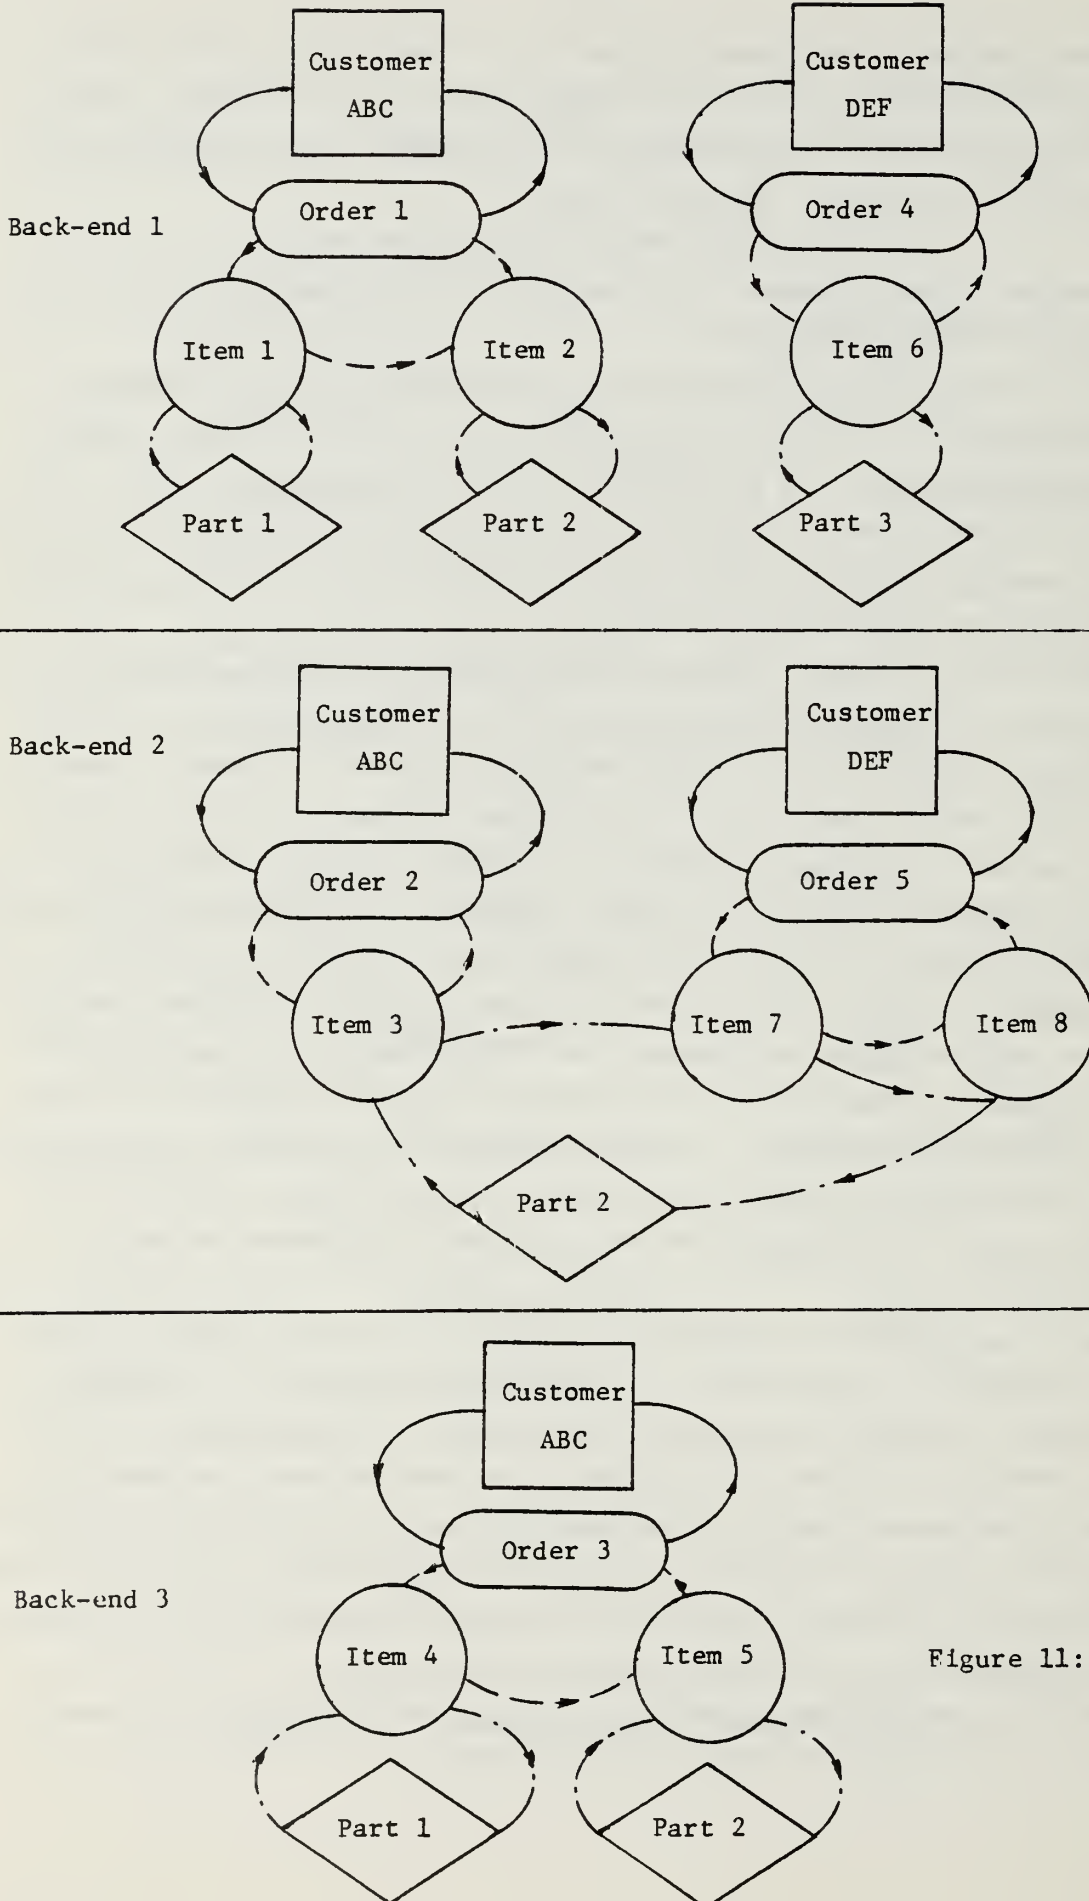 Customer
ABC
Customer
DEF
Back-end 1
Order 1
Order 4
Item 1
Item 2
Item 6
Part 1
Part 2
Part 3
Back-end 2
Customer
ABC
Customer
DEF
Order 2
Order 5
Item 3
Item 7
Item 8
Part 2
Customer
ABC
Order 3
Back-end 3
Item 4
Item 5
Figure 11:
Part 1
Part 2